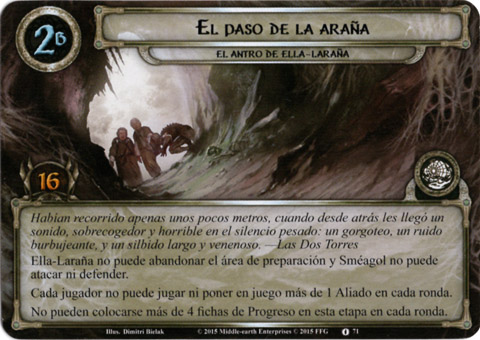 2B
El paso de la araña
El antro de Ella-Laraña
16
Habían recorrido apenas unos pocos metros, cuando desde atrás les llegó un
sonido, sobrecogedor y horrible en el silencio pesado: un gorgoteo, un ruido
burbujeante, y un silbido largo y venenoso. —Las Dos Torres
Ella-Laraña no puede abandonar el área de preparación y Sméagol no puede
atacar ni defender.
Cada jugador no puede jugar ni poner en juego más de 1 Aliado en cada ronda.
No pueden colocarse más de 4 fichas de Progreso en esta etapa en cada ronda.
Illus. Dimitri Bielak © 2015 Middle-earth Enterprises © 2015 FFG 71